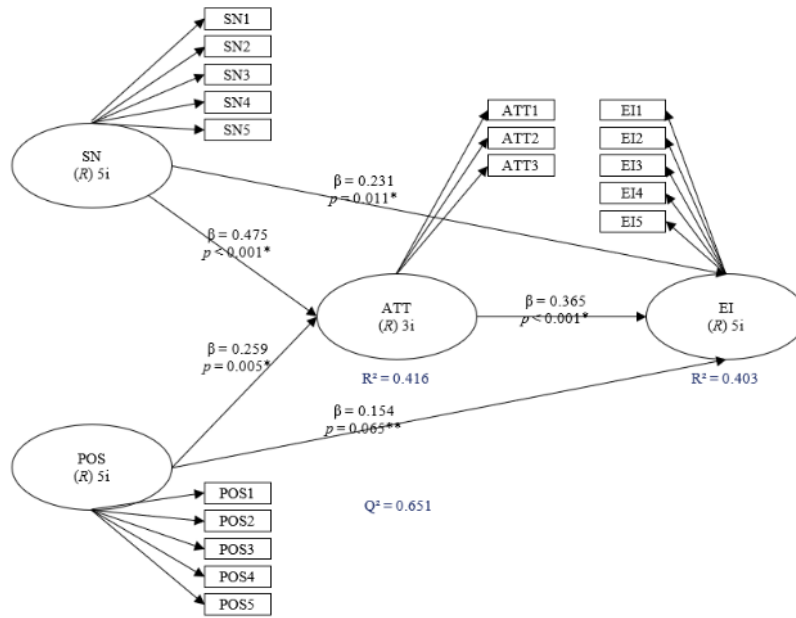 SN1
SN2
SN3
SN4
SN5
SN
(R) 5i
ATT1
ATT2
ATT3
EI1
EI2
EI3
EI4
EI5
β = 0.231
p = 0.011*
β = 0.475
p < 0.001*
ATT
(R) 3i
β = 0.365
p < 0.001*
EI
(R) 5i
β = 0.259
p = 0.005*
R² = 0.416
R² = 0.403
β = 0.154
p = 0.065**
POS
(R) 5i
POS1
POS2
POS3
POS4
POS5
Q² = 0.651